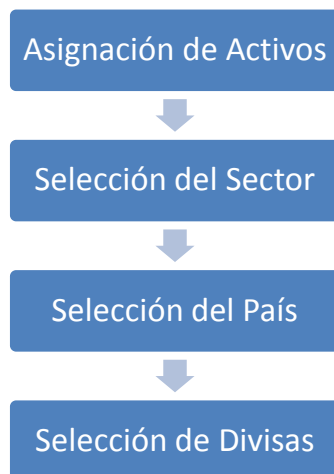 Asignación de Activos
Selección del Sector
Selección del País
Selección de Divisas